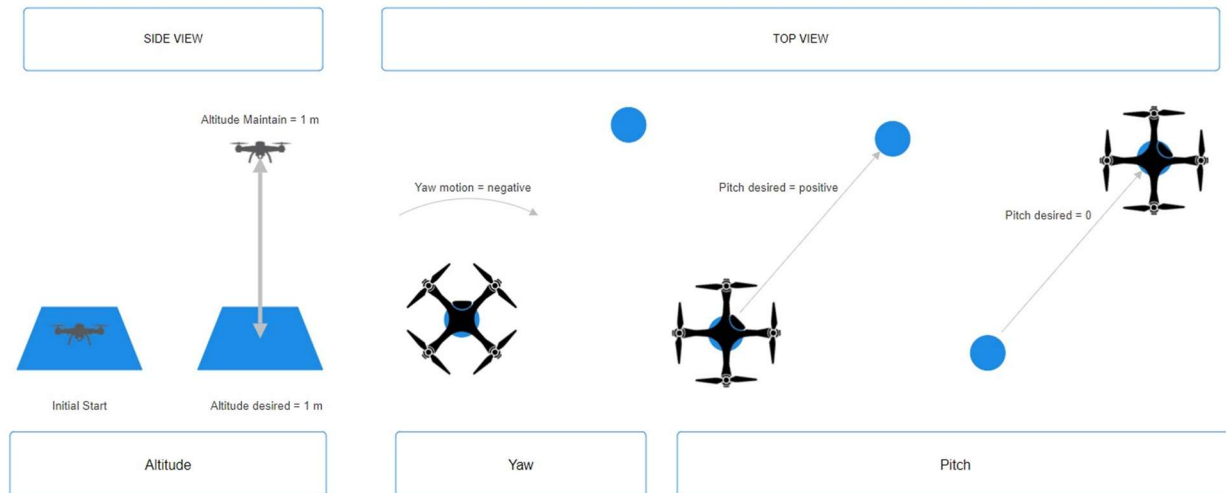 SIDE VIEW
TOP VIEW
Altitude Maintain = 1 m
Yaw motion = negative
Pitch desired = positive
Pitch desired = 0
Initial Start
Altitude desired = 1 m
Altitude
Yaw
Pitch